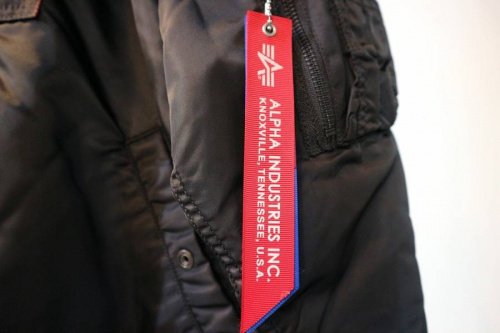 ALPHA INDUSTRIES INC.
KNOXVILLE, TENNESSEE, U.S.A.